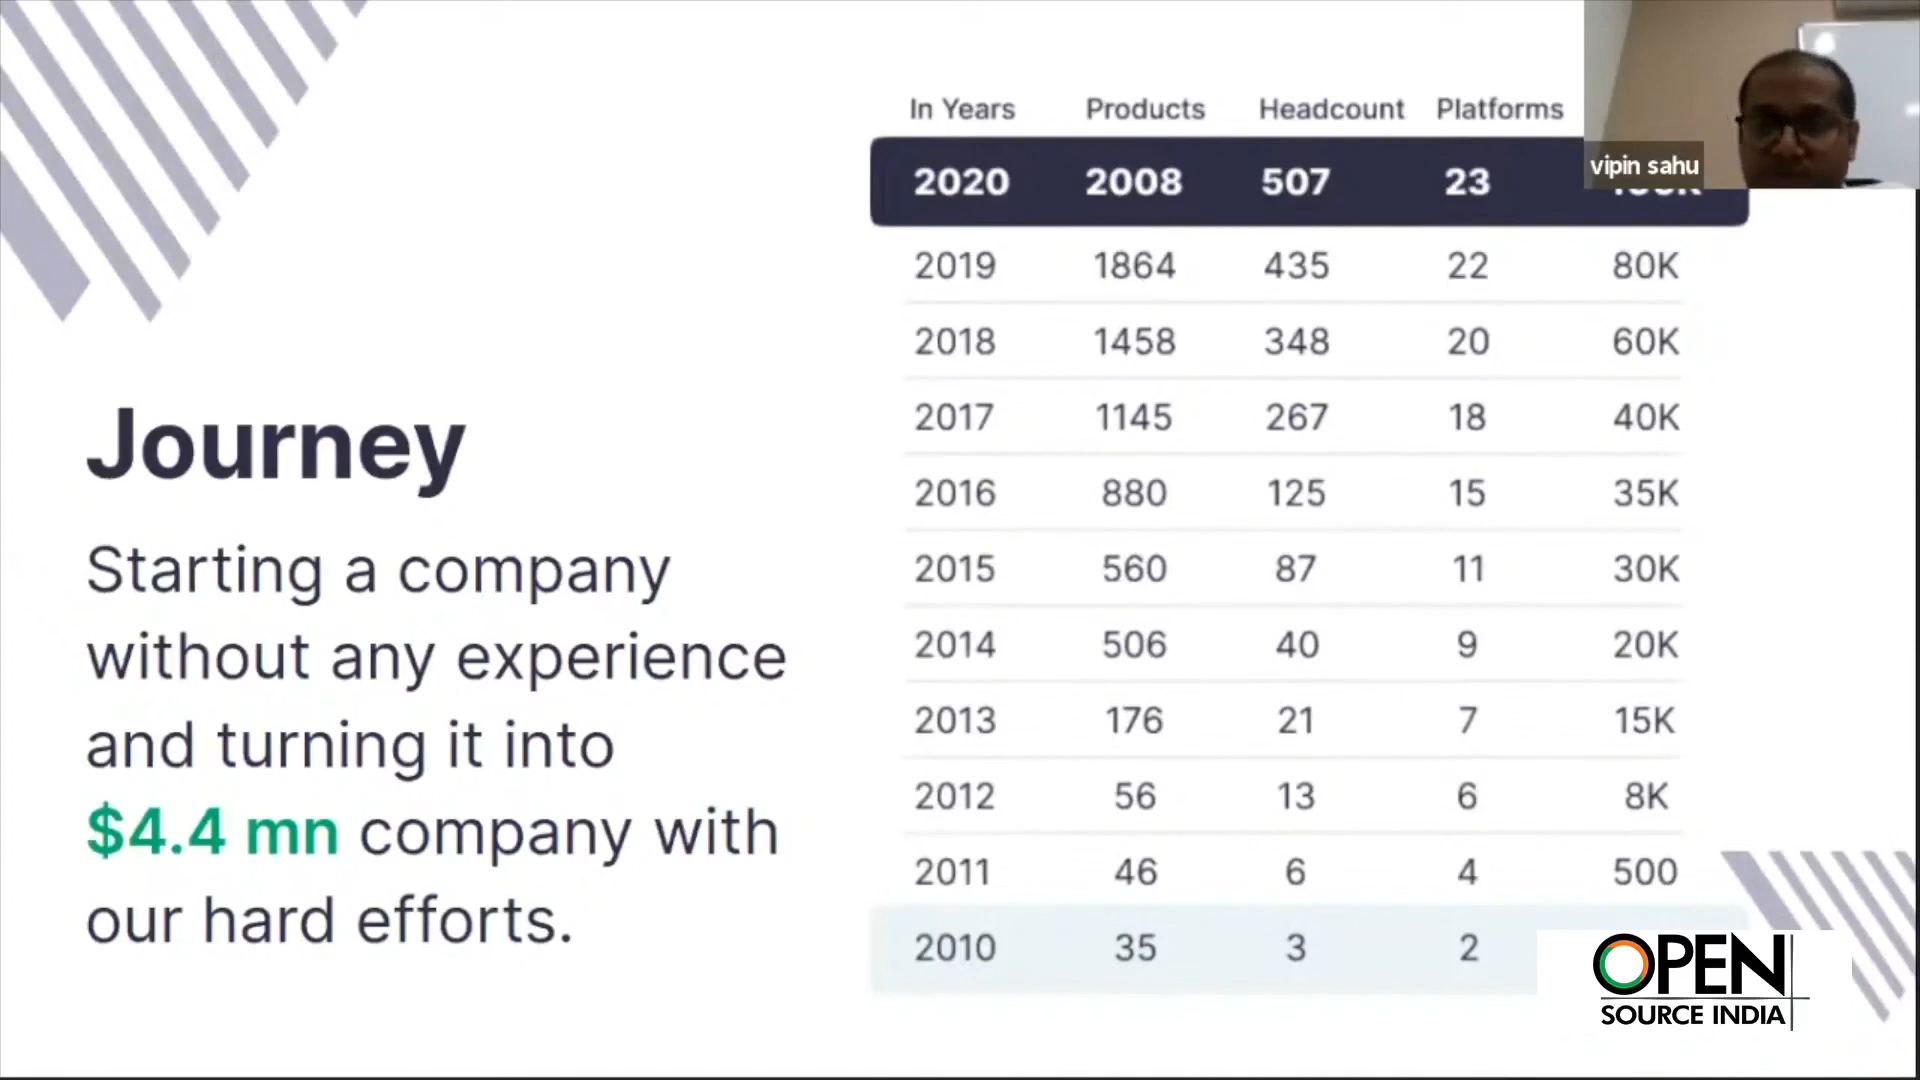 In Years Products Headcount Platforms
2020 2008 507 23
2019 1864 435 22 80K
2018 1458 348 20 60K
2017 1145 267 18 40K
2016 880 125 15 35K
2015 560 87 11 30K
2014 506 40 9 20K
2013 176 21 7 15K
2012 56 13 6 8K
2011 46 6 4 500
2010 35 3 2
Journey
Starting a company
without any experience
and turning it into
$4.4 mn company with
our hard efforts.
vipin sahu
OPEN
SOURCE INDIA